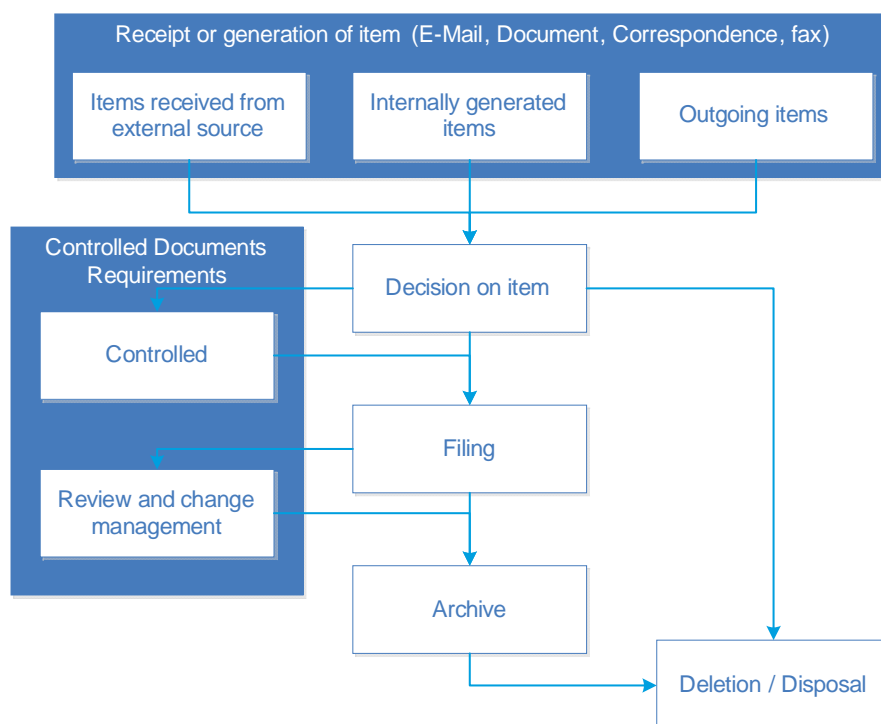 Receipt or generation of item (E-Mail, Document, Correspondence, fax)
Items received from
external source
Internally generated
items
Outgoing items
Controlled Documents
Requirements
Decision on item
Controlled
Filing
Review and change
management
Archive
Deletion / Disposal